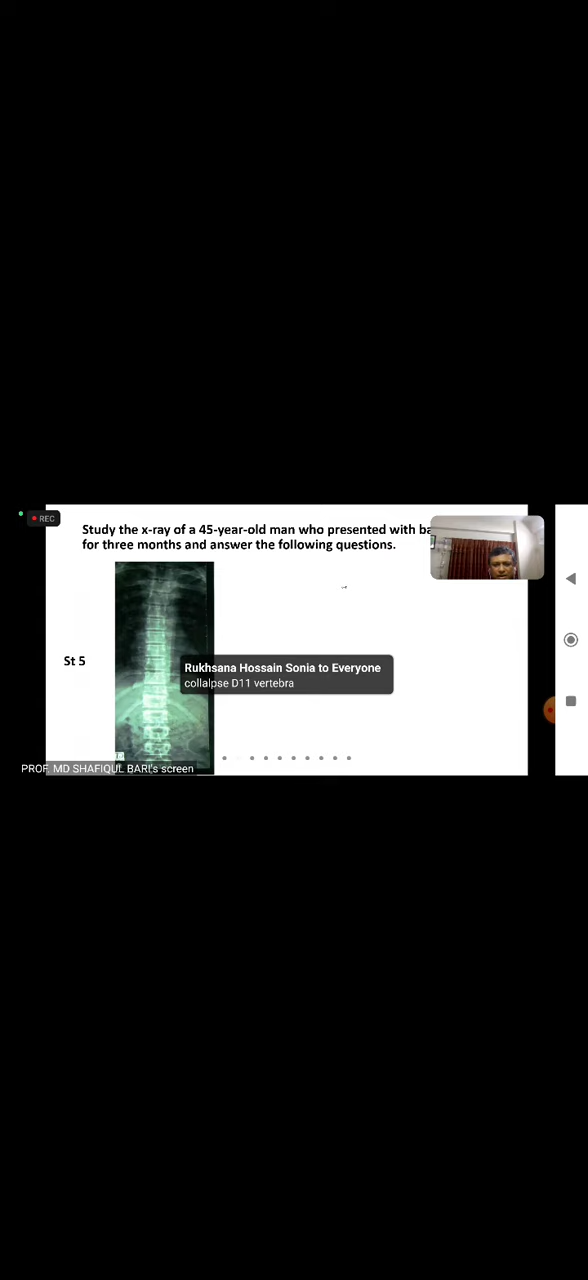 REC
Study the x-ray of a 45-year-old man who presented with
for three months and answer the following questions.
St 5
Rukhsana Hossain Sonia to Everyone
collalpse D11 vertebra
PROF. MD SHAFIQUL BARI's screen